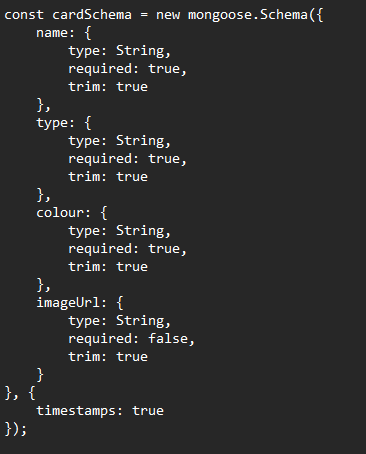 const cardSchema = new mongoose.Schema({
    name: {
        type: String,
        required: true,
        trim: true
    },
    type: {
        type: String,
        required: true,
        trim: true
    },
    colour: {
        type: String,
        required: true,
        trim: true
    },
    imageUrl: {
        type: String,
        required: false,
        trim: true
    }
}, {
    timestamps: true
});